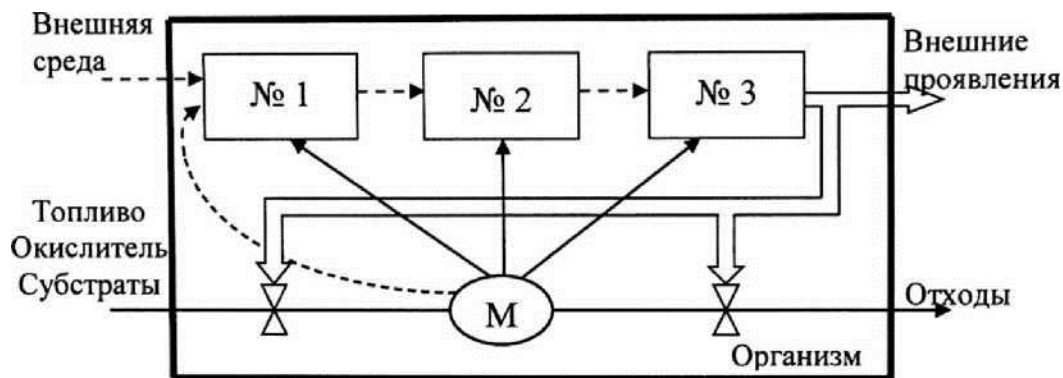 Внешняя
среда
№ 1
№ 2
№ 3
Внешние
проявления
Топливо
Окислитель
Субстраты
М
Отходы
Организм